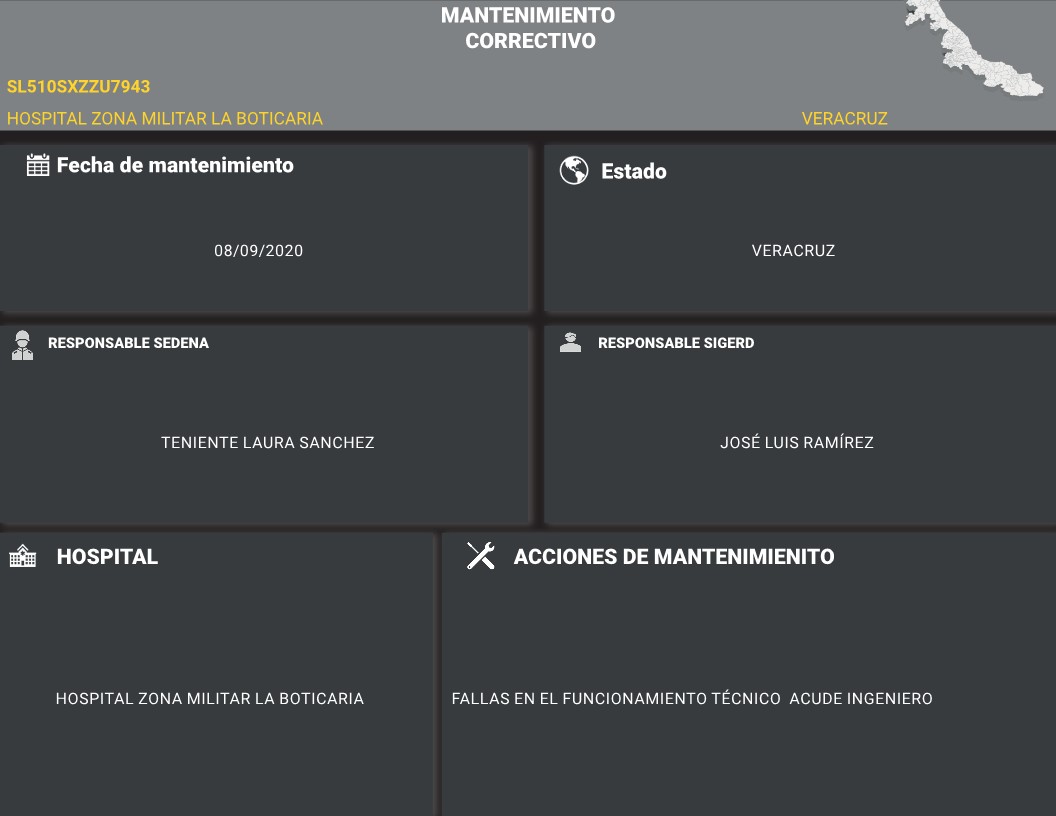 MANTENIMIENTO
CORRECTIVO
SL510SXZZU7943
HOSPITAL ZONA MILITAR LA BOTICARIA
VERACRUZ
Fecha de mantenimiento
08/09/2020
Estado
VERACRUZ
RESPONSABLE SEDENA
TENIENTE LAURA SANCHEZ
RESPONSABLE SIGERD
JOSÉ LUIS RAMÍREZ
HOSPITAL
HOSPITAL ZONA MILITAR LA BOTICARIA
ACCIONES DE MANTENIMIENITO
FALLAS EN EL FUNCIONAMIENTO TÉCNICO  ACUDE INGENIERO